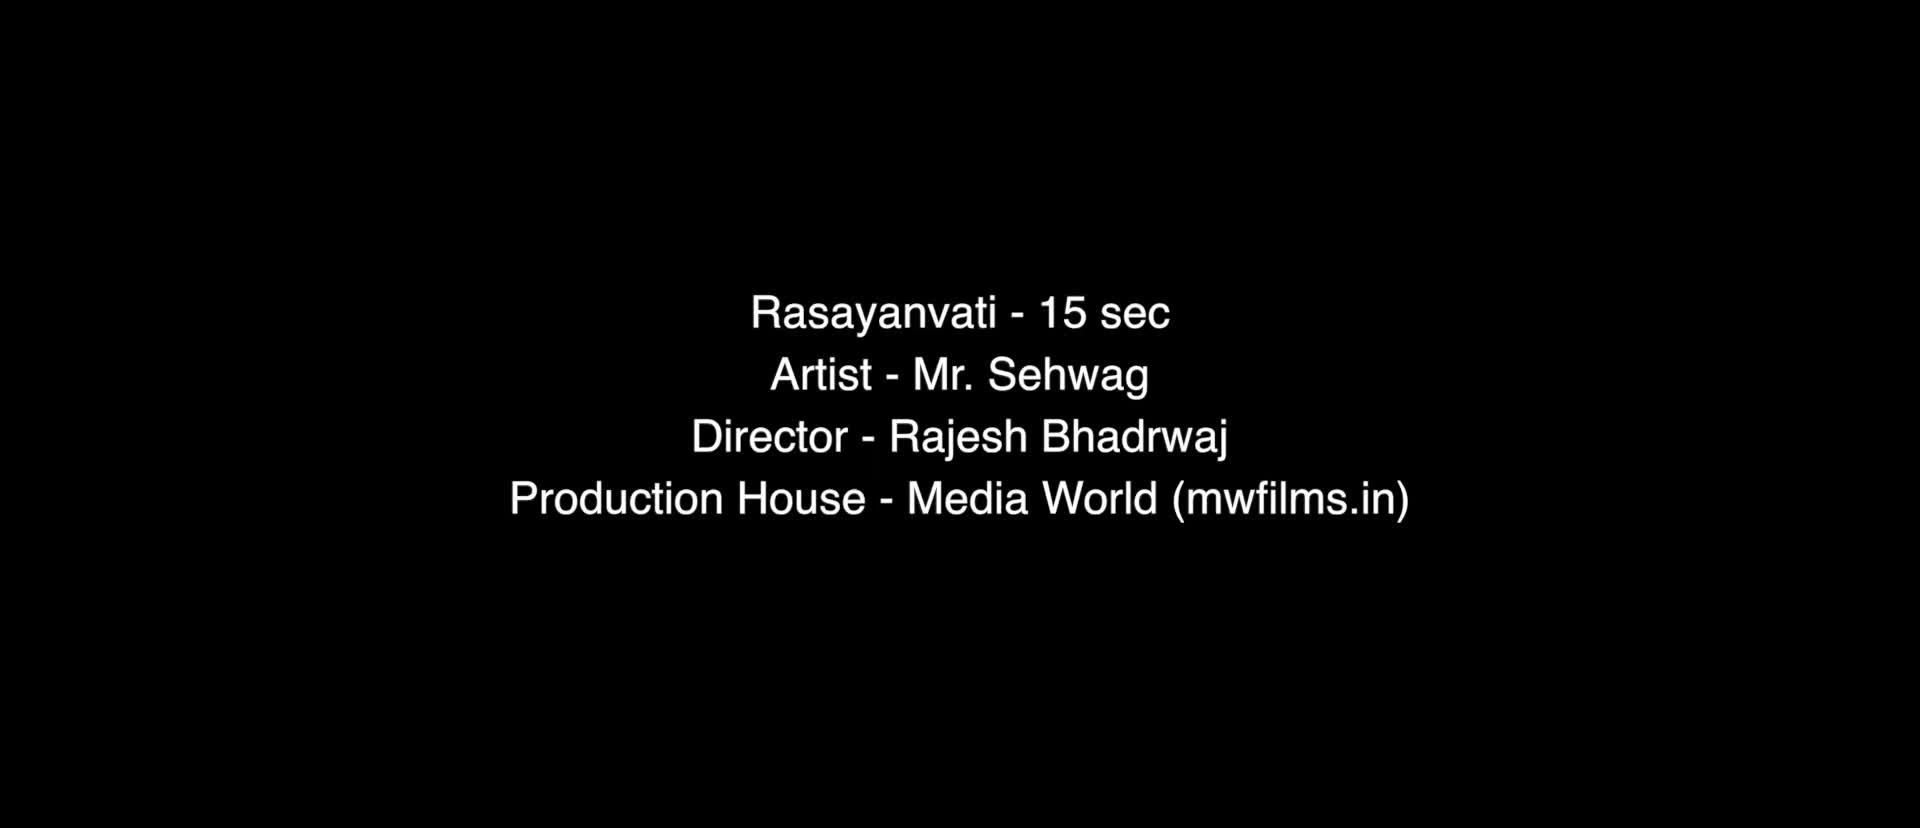 Rasayanvati - 15 sec
Artist - Mr. Sehwag
Director - Rajesh Bhadrwaj
Production House - Media World (mwfilms.in)